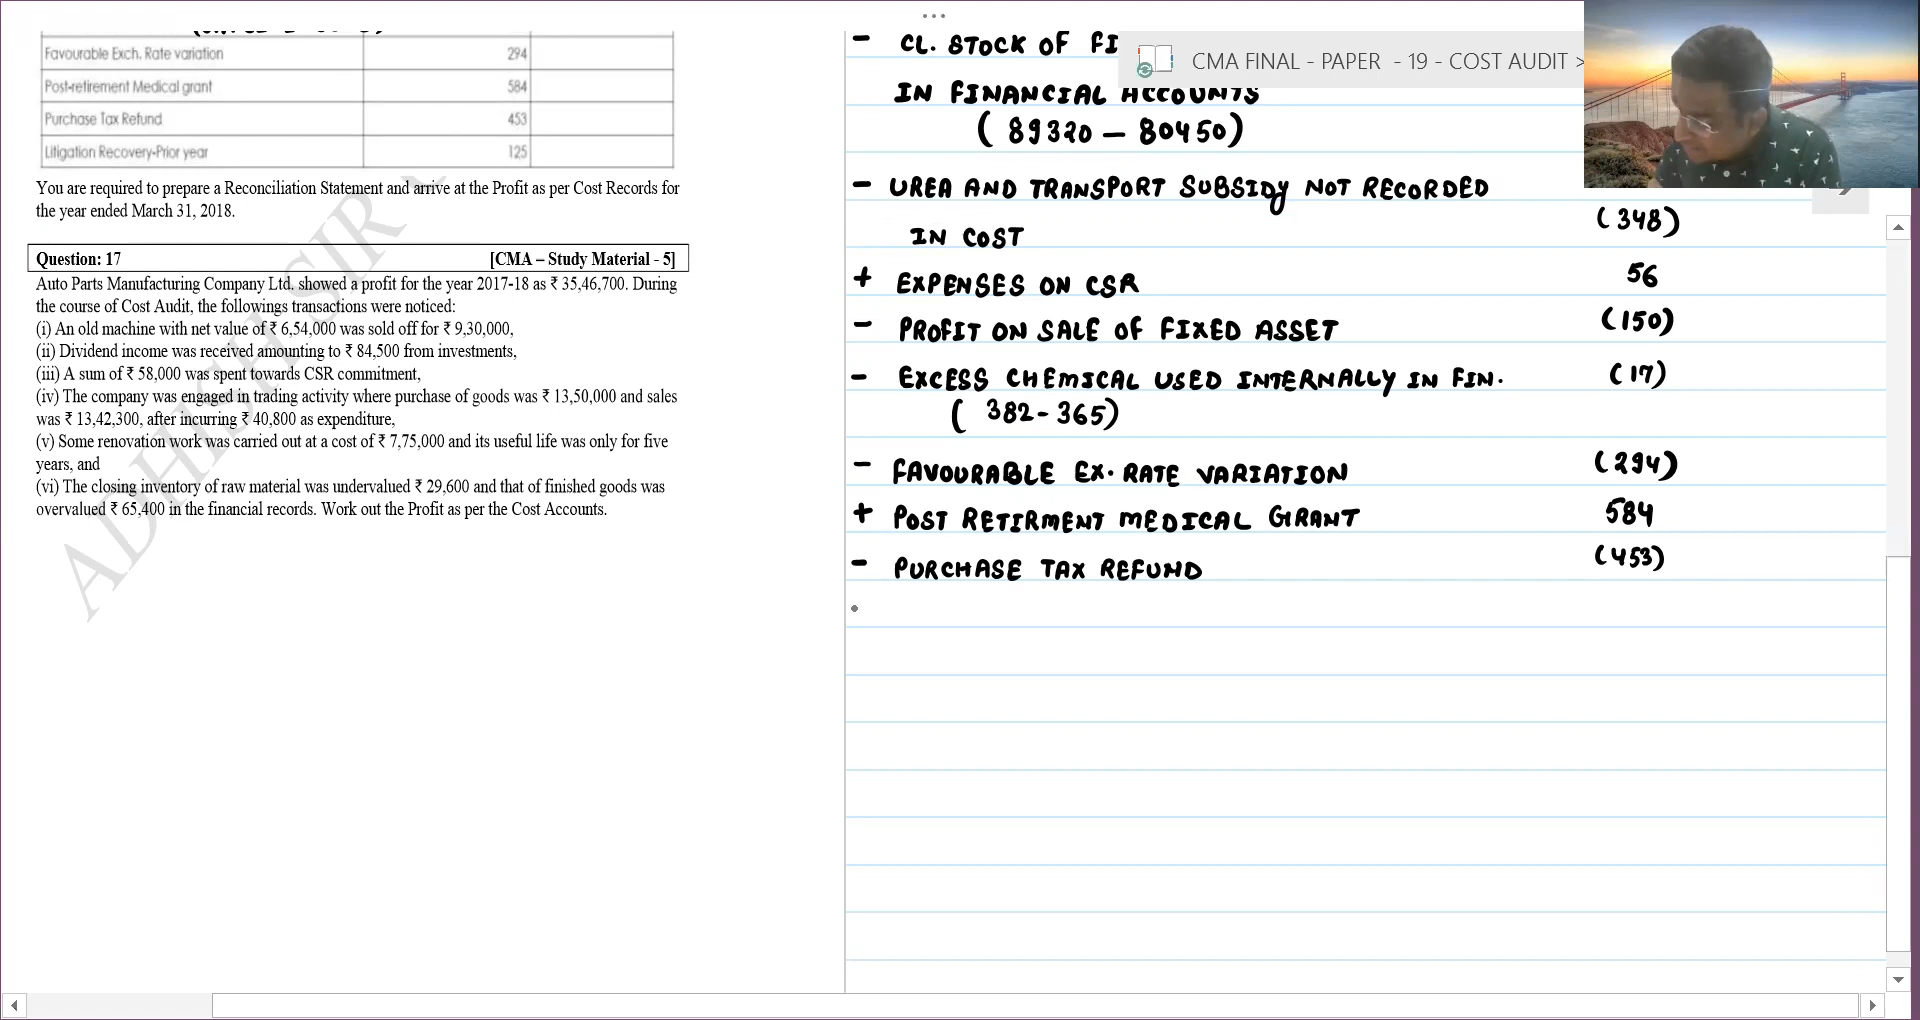 Favourable Exch. Rate variation 294
Post-retirement Medical grant 584
Purchase Tax Refund 453
Litigation Recovery-Prior year 125
You are required to prepare a Reconciliation Statement and arrive at the Profit as per Cost Records for
the year ended March 31, 2018.
Question: 17 [CMA – Study Material - 5]
Auto Parts Manufacturing Company Ltd. showed a profit for the year 2017-18 as ₹ 35,46,700. During
the course of Cost Audit, the followings transactions were noticed:
(i) An old machine with net value of ₹ 6,54,000 was sold off for ₹ 9,30,000,
(ii) Dividend income was received amounting to ₹ 84,500 from investments,
(iii) A sum of ₹ 58,000 was spent towards CSR commitment,
(iv) The company was engaged in trading activity where purchase of goods was ₹ 13,50,000 and sales
was ₹ 13,42,300, after incurring ₹ 40,800 as expenditure,
(v) Some renovation work was carried out at a cost of ₹ 7,75,000 and its useful life was only for five
years, and
(vi) The closing inventory of raw material was undervalued ₹ 29,600 and that of finished goods was
overvalued ₹ 65,400 in the financial records. Work out the Profit as per the Cost Accounts.
ADHISH SIR
- CL. STOCK OF FI
CMA FINAL - PAPER - 19 - COST AUDIT >
IN FINANCIAL ACCOUNTS
( 89320 – 80450)
- UREA AND TRANSPORT SUBSIDY NOT RECORDED
IN COST (348)
+ EXPENSES ON CSR 56
- PROFIT ON SALE OF FIXED ASSET (150)
- EXCESS CHEMICAL USED INTERNALLY IN FIN. (17)
( 382 - 365)
- FAVOURABLE EX. RATE VARIATION (294)
+ POST RETIRMENT MEDICAL GRANT 584
- PURCHASE TAX REFUND (453)